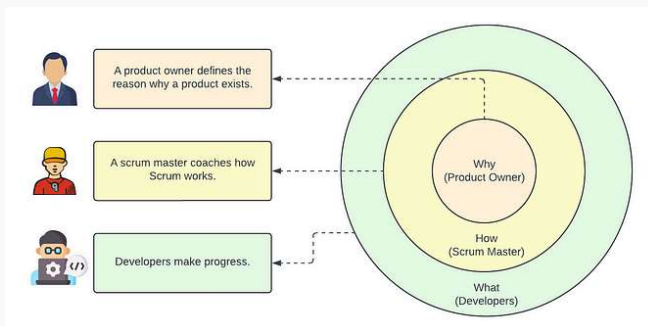 A product owner defines the
reason why a product exists.
A scrum master coaches how
Scrum works.
Developers make progress.
Why
(Product Owner)
How
(Scrum Master)
What
(Developers)